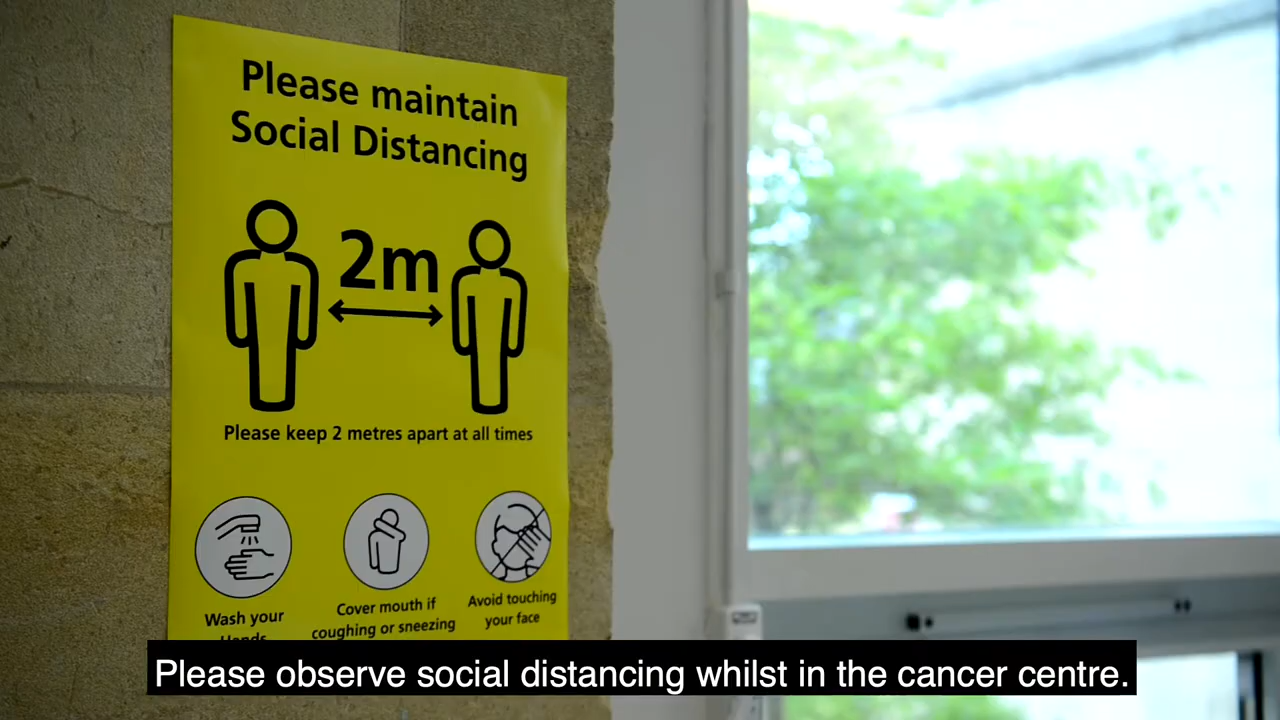 Please maintain
Social Distancing
2m
Please keep 2 metres apart at all times
Wash your
Hands
Cover mouth if
coughing or sneezing
Avoid touching
your face
Please observe social distancing whilst in the cancer centre.